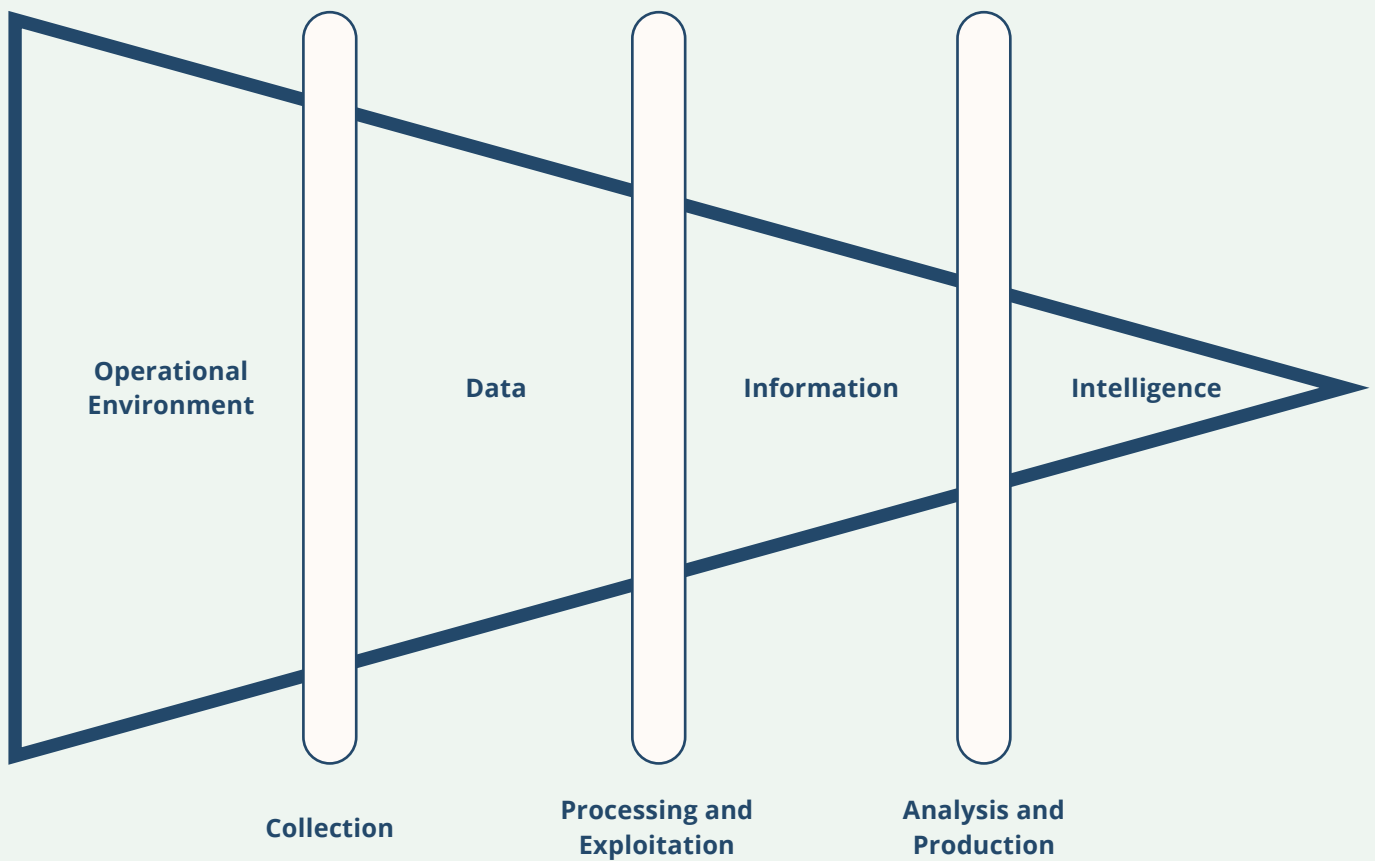 Operational
Environment
Data
Information
Intelligence
Collection
Processing and
Exploitation
Analysis and
Production